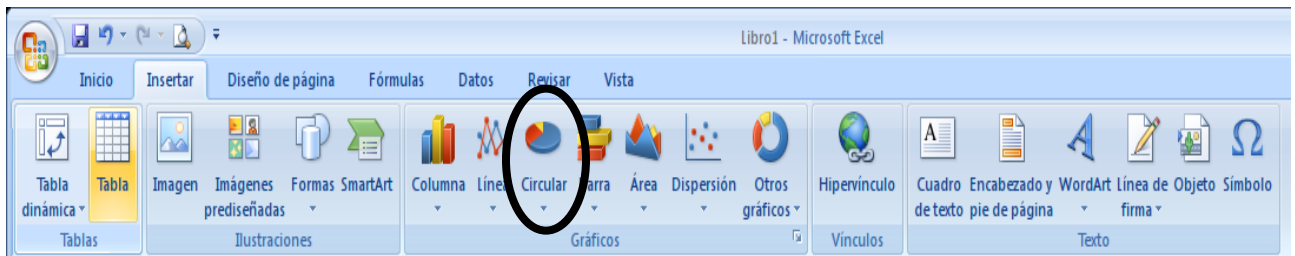 Libro1 - Microsoft Excel
Inicio Insertar Diseño de página Fórmulas Datos Revisar Vista
Tabla dinámica Tabla Imagen Imágenes prediseñadas Formas SmartArt Columna Línea Circular Barra Área Dispersión Otros gráficos Hipervínculo Cuadro de texto Encabezado y pie de página WordArt Línea de firma Objeto Símbolo
Tablas Ilustraciones Gráficos Vínculos Texto